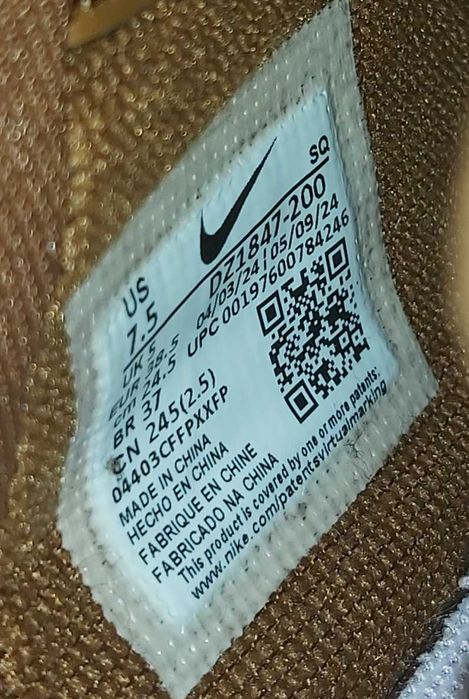 SQ
US
7.5
DZ1847-200
UK 5
04/03/24 | 05/09/24
EUR 38.5
UPC 00197600784246
cm 24.5
BR 37
CN 245(2.5)
04403CFFPXXFP
MADE IN CHINA
HECHO EN CHINA
FABRIQUE EN CHINE
FABRICADO NA CHINA
This product is covered by one or more patents:
www.nike.com/patentsvirtualmarking